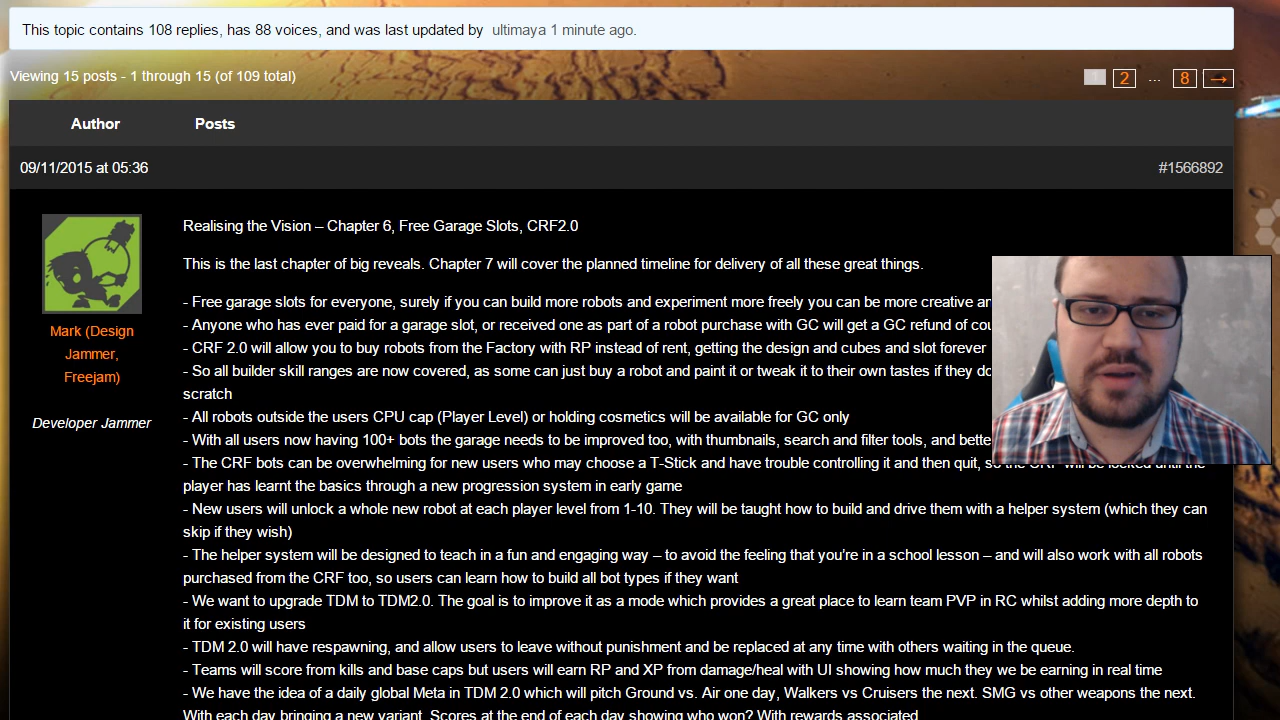 This topic contains 108 replies, has 88 voices, and was last updated by ultimaya 1 minute ago.
Viewing 15 posts - 1 through 15 (of 109 total)
1 2 … 8 →
Author Posts
09/11/2015 at 05:36 #1566892
Mark (Design
Jammer,
Freejam)
Developer Jammer
Realising the Vision – Chapter 6, Free Garage Slots, CRF2.0
This is the last chapter of big reveals. Chapter 7 will cover the planned timeline for delivery of all these great things.
- Free garage slots for everyone, surely if you can build more robots and experiment more freely you can be more creative
- Anyone who has ever paid for a garage slot, or received one as part of a robot purchase with GC will get a GC refund of
- CRF 2.0 will allow you to buy robots from the Factory with RP instead of rent, getting the design and cubes and slot forever
- So all builder skill ranges are now covered, as some can just buy a robot and paint it or tweak it to their own tastes if they
scratch
- All robots outside the users CPU cap (Player Level) or holding cosmetics will be available for GC only
- With all users now having 100+ bots the garage needs to be improved too, with thumbnails, search and filter tools, and
- The CRF bots can be overwhelming for new users who may choose a T-Stick and have trouble controlling it and then quit, so the CRF will be locked until the
player has learnt the basics through a new progression system in early game
- New users will unlock a whole new robot at each player level from 1-10. They will be taught how to build and drive them with a helper system (which they can
skip if they wish)
- The helper system will be designed to teach in a fun and engaging way – to avoid the feeling that you're in a school lesson – and will also work with all robots
purchased from the CRF too, so users can learn how to build all bot types if they want
- We want to upgrade TDM to TDM2.0. The goal is to improve it as a mode which provides a great place to learn team PVP in RC whilst adding more depth to
it for existing users
- TDM 2.0 will have respawning, and allow users to leave without punishment and be replaced at any time with others waiting in the queue.
- Teams will score from kills and base caps but users will earn RP and XP from damage/heal with UI showing how much they we be earning in real time
- We have the idea of a daily global Meta in TDM 2.0 which will pitch Ground vs. Air one day, Walkers vs Cruisers the next. SMG vs other weapons the next.
With each day bringing a new variant. Scores at the end of each day showing who won? With rewards associated